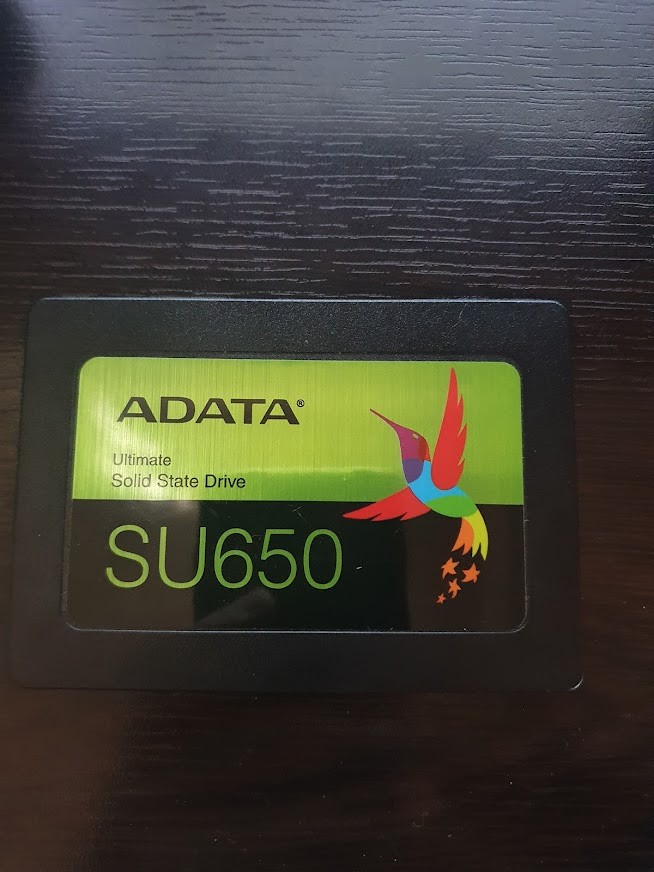 ADATA®
Ultimate
Solid State Drive
SU650